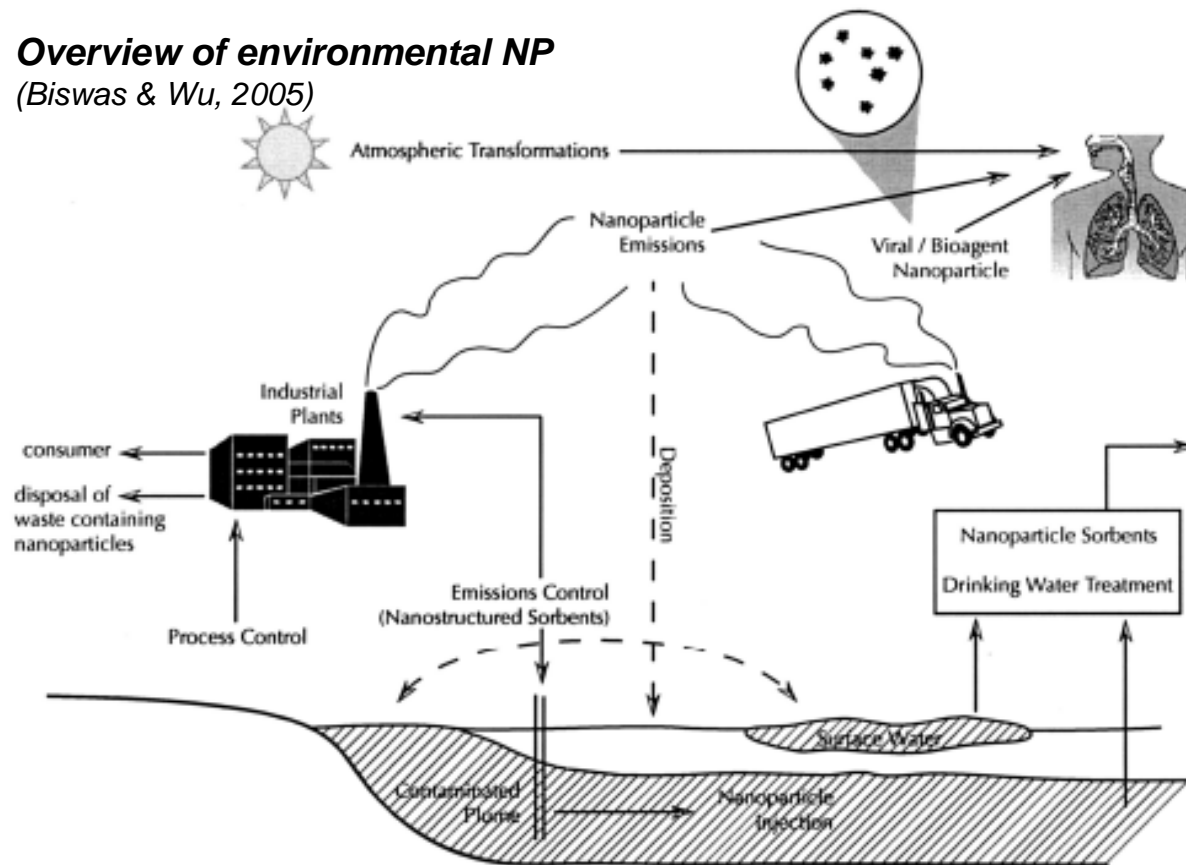 Overview of environmental NP
(Biswas & Wu, 2005)
Atmospheric Transformations
Nanoparticle
Emissions
Viral / Bioagent
Nanoparticle
Industrial
Plants
consumer
disposal of
waste containing
nanoparticles
Process Control
Emissions Control
(Nanostructured Sorbents)
Deposition
Nanoparticle Sorbents
Drinking Water Treatment
Surface Water
Contaminated
Plome
Nanoparticle
injection